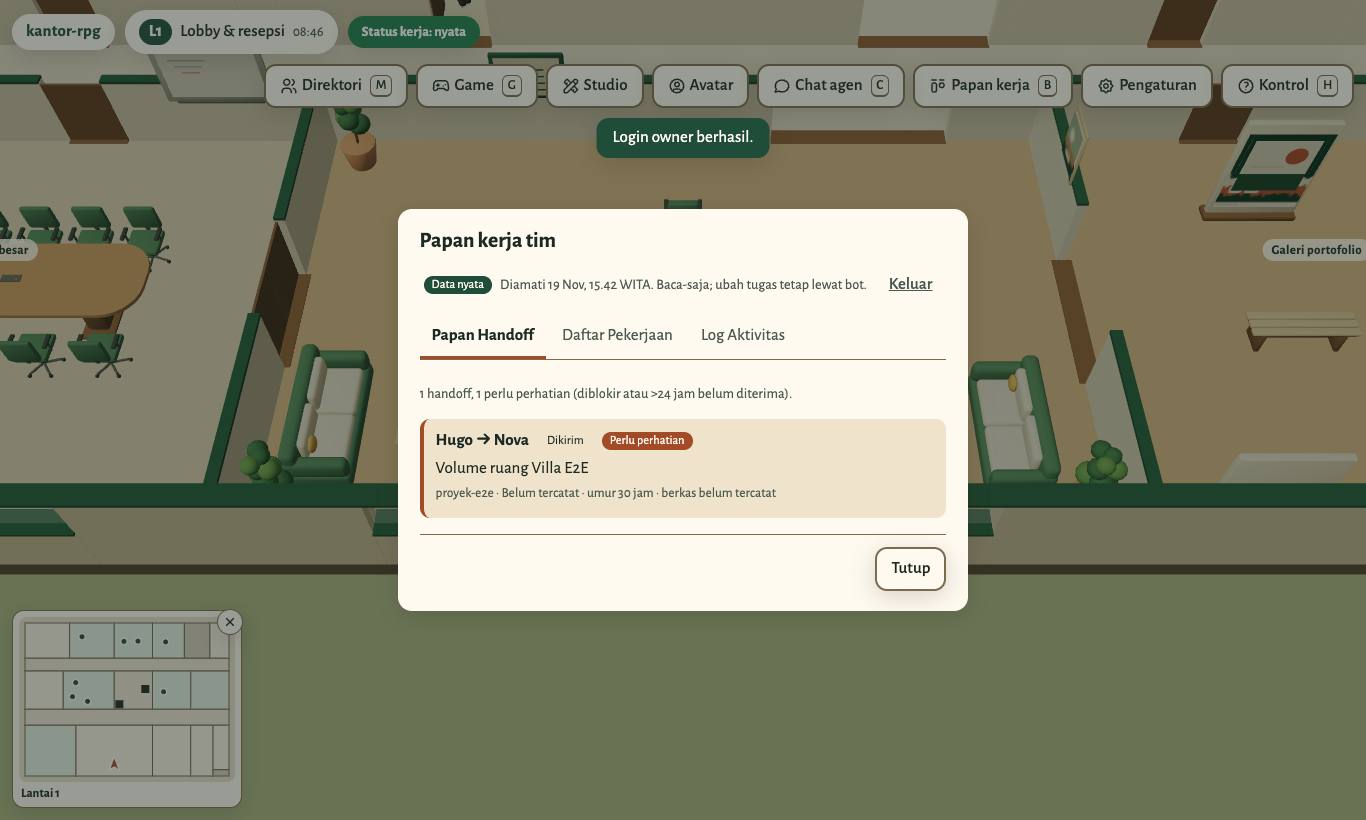 kantor-rpg
L1 Lobby & resepsi 08:46
Status kerja: nyata
Direktori M
Game G
Studio
Avatar
Chat agen C
Papan kerja B
Pengaturan
Kontrol H
Login owner berhasil.
besar
Galeri portofolio
Papan kerja tim
Data nyata Diamati 19 Nov, 15.42 WITA. Baca-saja; ubah tugas tetap lewat bot. Keluar
Papan Handoff Daftar Pekerjaan Log Aktivitas
1 handoff, 1 perlu perhatian (diblokir atau >24 jam belum diterima).
Hugo → Nova Dikirim Perlu perhatian
Volume ruang Villa E2E
proyek-e2e · Belum tercatat · umur 30 jam · berkas belum tercatat
Tutup
Lantai 1